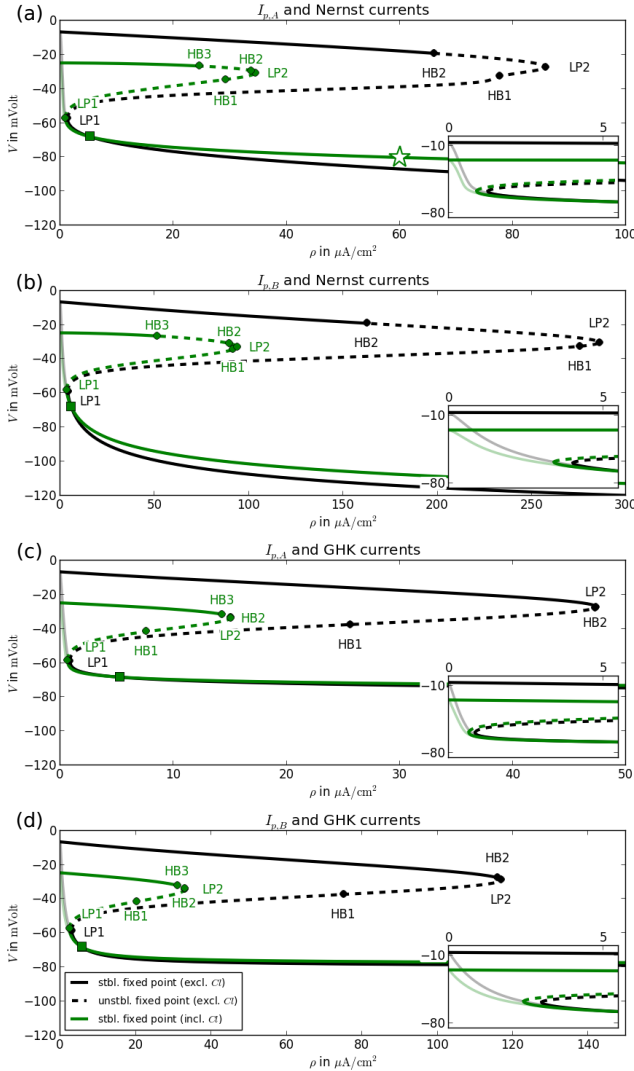 (a)
I_{p,A} and Nernst currents
0
−20
−40
−60
−80
−100
−120
V in mVolt
HB3
HB2
LP2
HB1
LP1
LP1
HB2
LP2
HB1
0
5
−10
−80
0
20
40
60
80
100
ρ in µA/cm²
(b)
I_{p,B} and Nernst currents
0
−20
−40
−60
−80
−100
−120
V in mVolt
HB3
HB2
LP2
HB1
LP1
LP1
HB2
LP2
HB1
0
5
−10
−80
0
50
100
150
200
250
300
ρ in µA/cm²
(c)
I_{p,A} and GHK currents
0
−20
−40
−60
−80
−100
−120
V in mVolt
HB3
HB2
LP2
HB1
LP1
LP1
LP2
HB2
HB1
0
5
−10
−80
0
10
20
30
40
50
ρ in µA/cm²
(d)
I_{p,B} and GHK currents
0
−20
−40
−60
−80
−100
−120
V in mVolt
HB3
LP2
HB2
HB1
LP1
LP1
HB2
LP2
HB1
0
5
−10
−80
stbl. fixed point (excl. Cl)
unstbl. fixed point (excl. Cl)
stbl. fixed point (incl. Cl)
0
20
40
60
80
100
120
140
ρ in µA/cm²